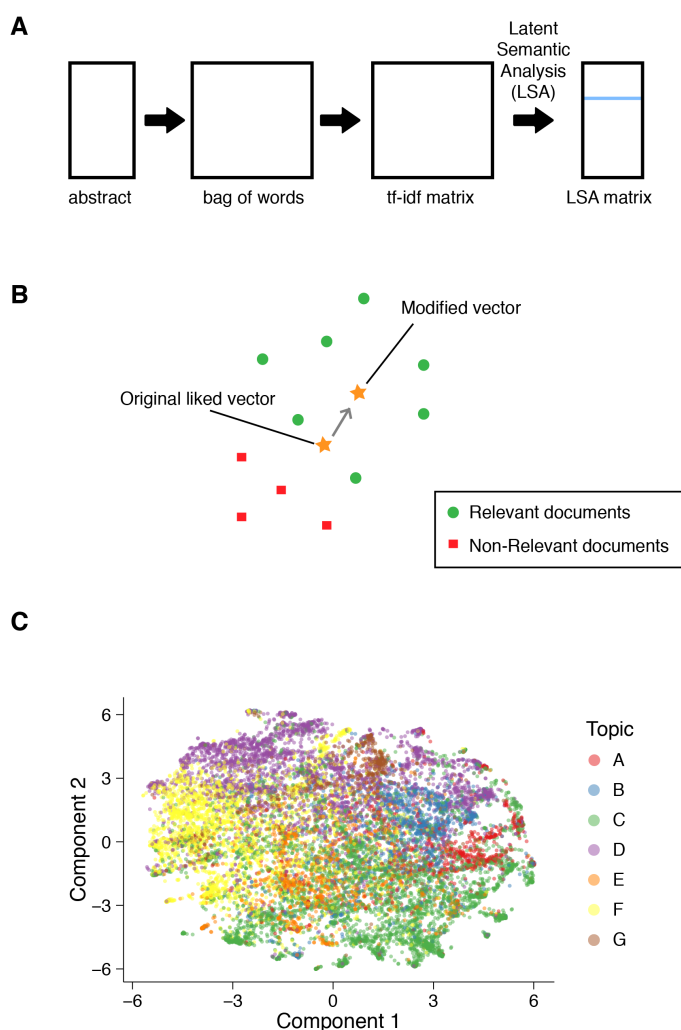 A
Latent
Semantic
Analysis
(LSA)
abstract
bag of words
tf-idf matrix
LSA matrix
B
Modified vector
Original liked vector
Relevant documents
Non-Relevant documents
C
6
3
0
−3
−6
Component 2
−6
−3
0
3
6
Component 1
Topic
A
B
C
D
E
F
G